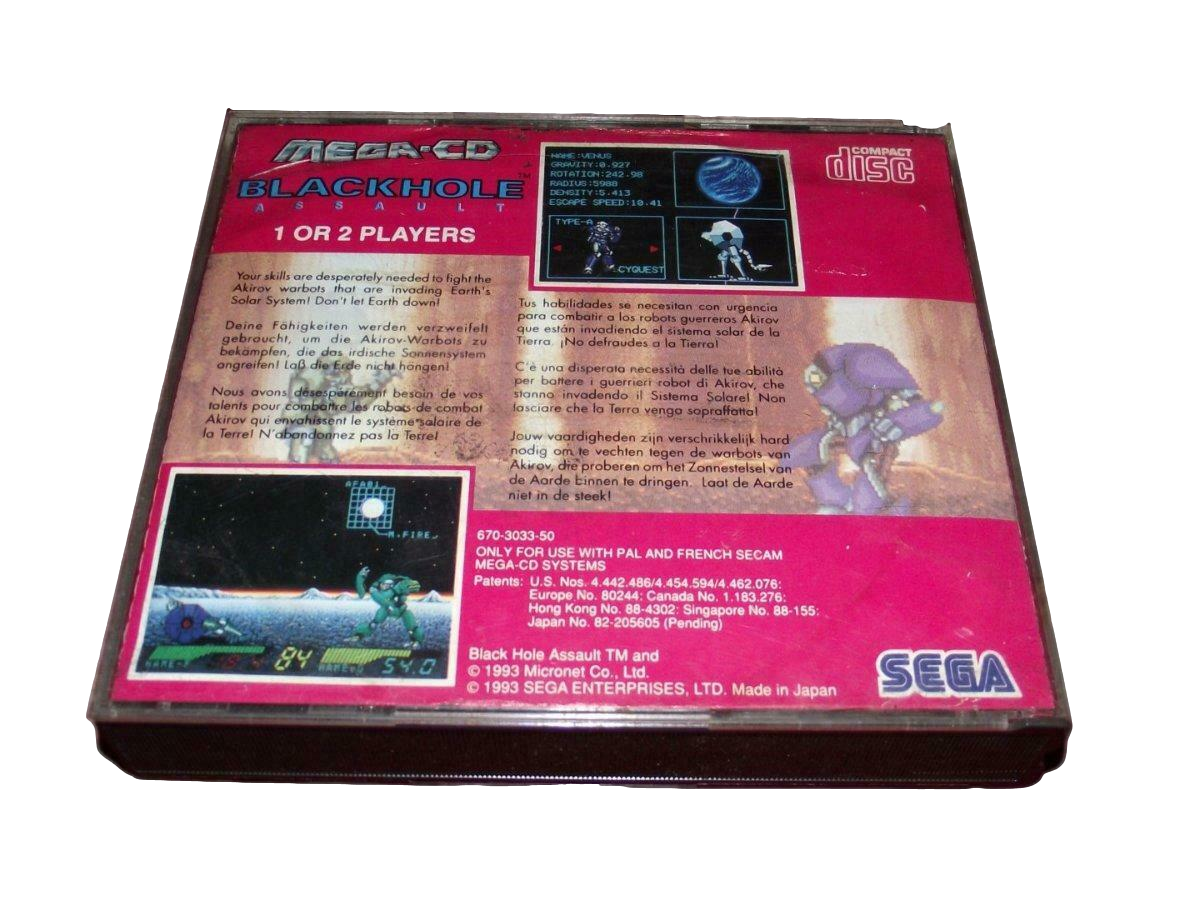 MEGA-CD
BLACKHOLE™
ASSAULT
1 OR 2 PLAYERS
NAME:VENUS
GRAVITY:0.927
ROTATION:242.98
RADIUS:5988
DENSITY:5.413
ESCAPE SPEED:10.41
TYPE-A
CYQUEST
COMPACT
disc
Your skills are desperately needed to fight the
Akirov warbots that are invading Earth's
Solar System! Don't let Earth down!
Deine Fähigkeiten werden verzweifelt
gebraucht, um die Akirov-Warbots zu
bekämpfen, die das irdische Sonnensystem
angreifen! Laß die Erde nicht hängen!
Nous avons désespérément besoin de vos
talents pour combattre les robots de combat
Akirov qui envahissent le système solaire de
la Terre! N'abandonnez pas la Terre!
Tus habilidades se necesitan con urgencia
para combatir a los robots guerreros Akirov
que están invadiendo el sistema solar de la
Tierra. ¡No defraudes a la Tierra!
C'è una disperata necessità delle tue abilità
per battere i guerrieri robot di Akirov, che
stanno invadendo il Sistema Solare! Non
lasciare che la Terra venga sopraffatta!
Jouw vaardigheden zijn verschrikkelijk hard
nodig om te vechten tegen de warbots van
Akirov, die proberen om het Zonnestelsel van
de Aarde binnen te dringen. Laat de Aarde
niet in de steek!
M.FIRE
84
54.0
670-3033-50
ONLY FOR USE WITH PAL AND FRENCH SECAM
MEGA-CD SYSTEMS
Patents: U.S. Nos. 4.442.486/4.454.594/4.462.076:
Europe No. 80244: Canada No. 1.183.276:
Hong Kong No. 88-4302: Singapore No. 88-155:
Japan No. 82-205605 (Pending)
Black Hole Assault TM and
© 1993 Micronet Co., Ltd.
© 1993 SEGA ENTERPRISES, LTD. Made in Japan
SEGA